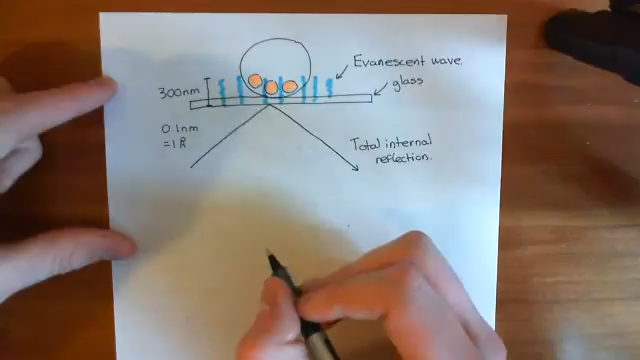 Evanescent wave.
glass
300nm
0.1nm
=1 Å
Total internal
reflection.